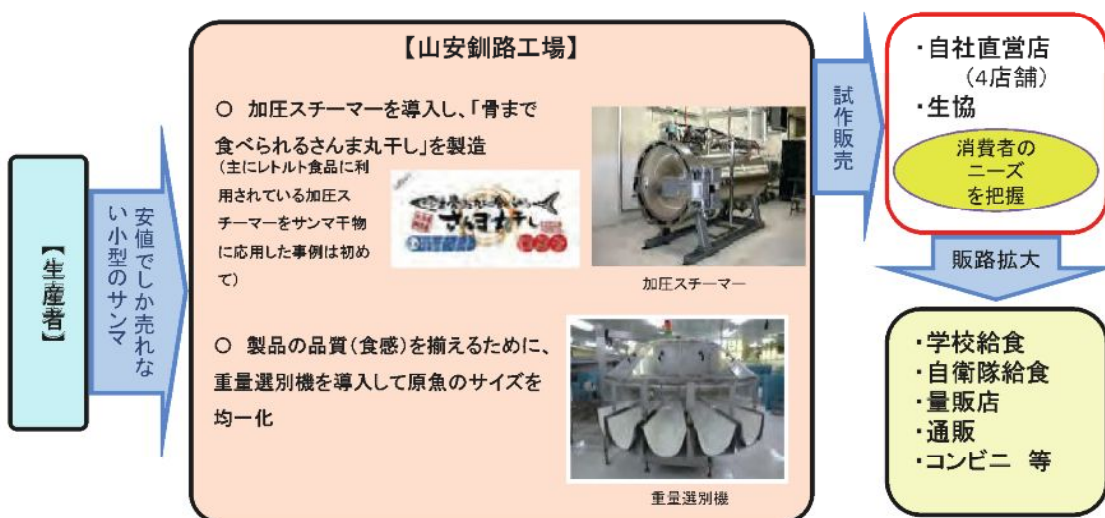 【生産者】
安値でしか売れな
い小型のサンマ
【山安釧路工場】
○ 加圧スチーマーを導入し、「骨まで
食べられるさんま丸干し」を製造
(主にレトルト食品に利
用されている加圧ス
チーマーをサンマ干物
に応用した事例は初め
て)
さんま丸干し
加圧スチーマー
○ 製品の品質(食感)を揃えるために、
重量選別機を導入して原魚のサイズを
均一化
重量選別機
試作販売
・自社直営店
(4店舗)
・生協
消費者の
ニーズ
を把握
販路拡大
・学校給食
・自衛隊給食
・量販店
・通販
・コンビニ 等